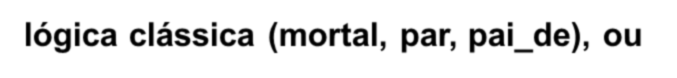 lógica clássica (mortal, par, pai_de), ou